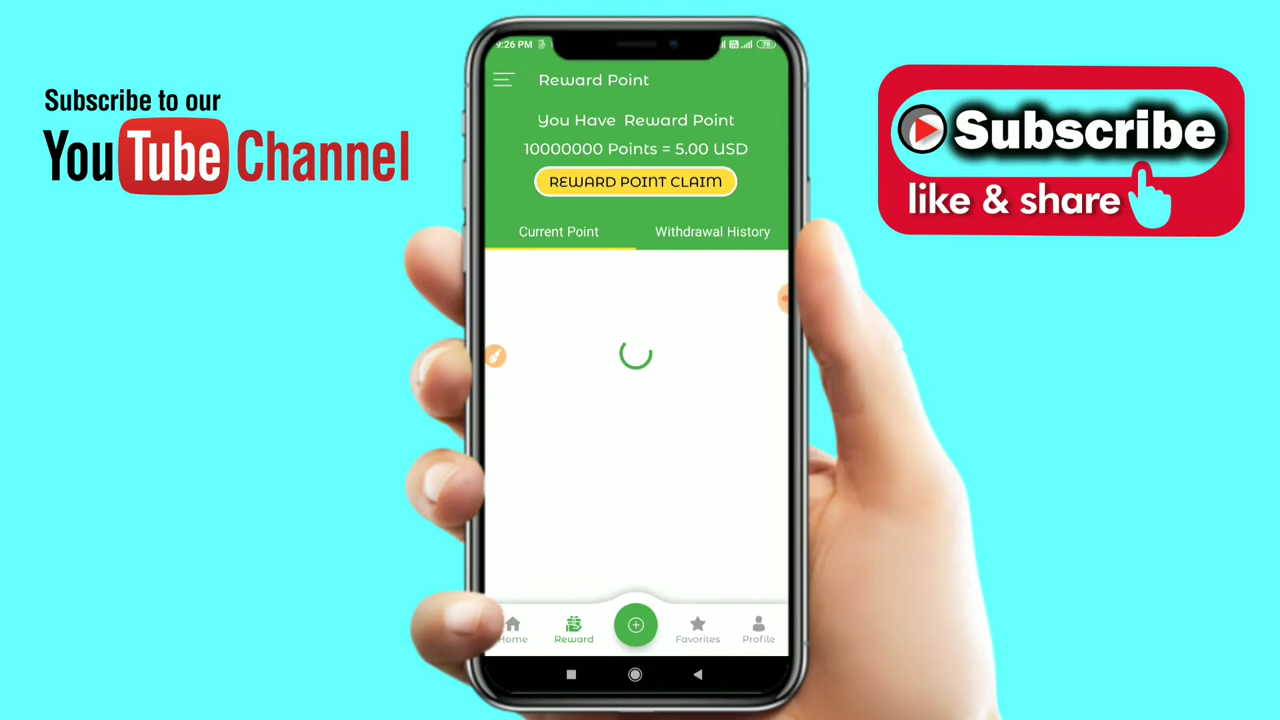 Subscribe to our
YouTube Channel
9:26 PM
78
Reward Point
You Have Reward Point
10000000 Points = 5.00 USD
REWARD POINT CLAIM
Current Point
Withdrawal History
Home
Reward
Favorites
Profile
Subscribe
like & share